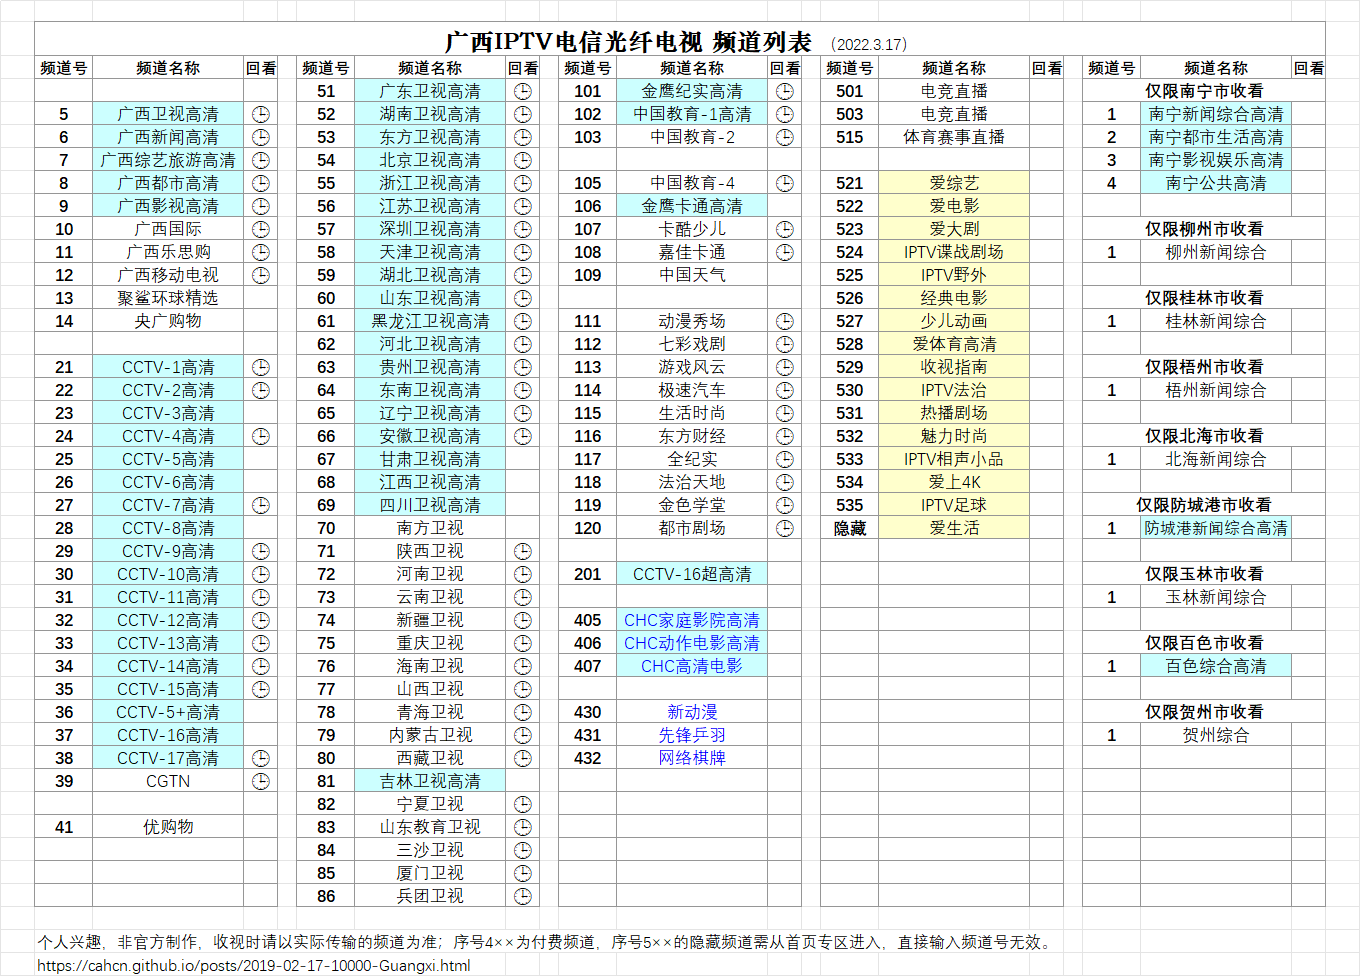 广西IPTV电信光纤电视 频道列表 （2022.3.17）
频道号 频道名称 回看 频道号 频道名称 回看 频道号 频道名称 回看 频道号 频道名称 回看 频道号 频道名称 回看
51 广东卫视高清 101 金鹰纪实高清 501 电竞直播 仅限南宁市收看
5 广西卫视高清 52 湖南卫视高清 102 中国教育-1高清 503 电竞直播 1 南宁新闻综合高清
6 广西新闻高清 53 东方卫视高清 103 中国教育-2 515 体育赛事直播 2 南宁都市生活高清
7 广西综艺旅游高清 54 北京卫视高清 3 南宁影视娱乐高清
8 广西都市高清 55 浙江卫视高清 105 中国教育-4 521 爱综艺 4 南宁公共高清
9 广西影视高清 56 江苏卫视高清 106 金鹰卡通高清 522 爱电影
10 广西国际 57 深圳卫视高清 107 卡酷少儿 523 爱大剧 仅限柳州市收看
11 广西乐思购 58 天津卫视高清 108 嘉佳卡通 524 IPTV谍战剧场 1 柳州新闻综合
12 广西移动电视 59 湖北卫视高清 109 中国天气 525 IPTV野外
13 聚鲨环球精选 60 山东卫视高清 526 经典电影 仅限桂林市收看
14 央广购物 61 黑龙江卫视高清 111 动漫秀场 527 少儿动画 1 桂林新闻综合
62 河北卫视高清 112 七彩戏剧 528 爱体育高清
21 CCTV-1高清 63 贵州卫视高清 113 游戏风云 529 收视指南 仅限梧州市收看
22 CCTV-2高清 64 东南卫视高清 114 极速汽车 530 IPTV法治 1 梧州新闻综合
23 CCTV-3高清 65 辽宁卫视高清 115 生活时尚 531 热播剧场
24 CCTV-4高清 66 安徽卫视高清 116 东方财经 532 魅力时尚 仅限北海市收看
25 CCTV-5高清 67 甘肃卫视高清 117 全纪实 533 IPTV相声小品 1 北海新闻综合
26 CCTV-6高清 68 江西卫视高清 118 法治天地 534 爱上4K
27 CCTV-7高清 69 四川卫视高清 119 金色学堂 535 IPTV足球 仅限防城港市收看
28 CCTV-8高清 70 南方卫视 120 都市剧场 隐藏 爱生活 1 防城港新闻综合高清
29 CCTV-9高清 71 陕西卫视
30 CCTV-10高清 72 河南卫视 201 CCTV-16超高清 仅限玉林市收看
31 CCTV-11高清 73 云南卫视 1 玉林新闻综合
32 CCTV-12高清 74 新疆卫视 405 CHC家庭影院高清
33 CCTV-13高清 75 重庆卫视 406 CHC动作电影高清 仅限百色市收看
34 CCTV-14高清 76 海南卫视 407 CHC高清电影 1 百色综合高清
35 CCTV-15高清 77 山西卫视
36 CCTV-5+高清 78 青海卫视 430 新动漫 仅限贺州市收看
37 CCTV-16高清 79 内蒙古卫视 431 先锋乒羽 1 贺州综合
38 CCTV-17高清 80 西藏卫视 432 网络棋牌
39 CGTN 81 吉林卫视高清
82 宁夏卫视
41 优购物 83 山东教育卫视
84 三沙卫视
85 厦门卫视
86 兵团卫视
个人兴趣，非官方制作，收视时请以实际传输的频道为准；序号4××为付费频道，序号5××的隐藏频道需从首页专区进入，直接输入频道号无效。
https://cahcn.github.io/posts/2019-02-17-10000-Guangxi.html